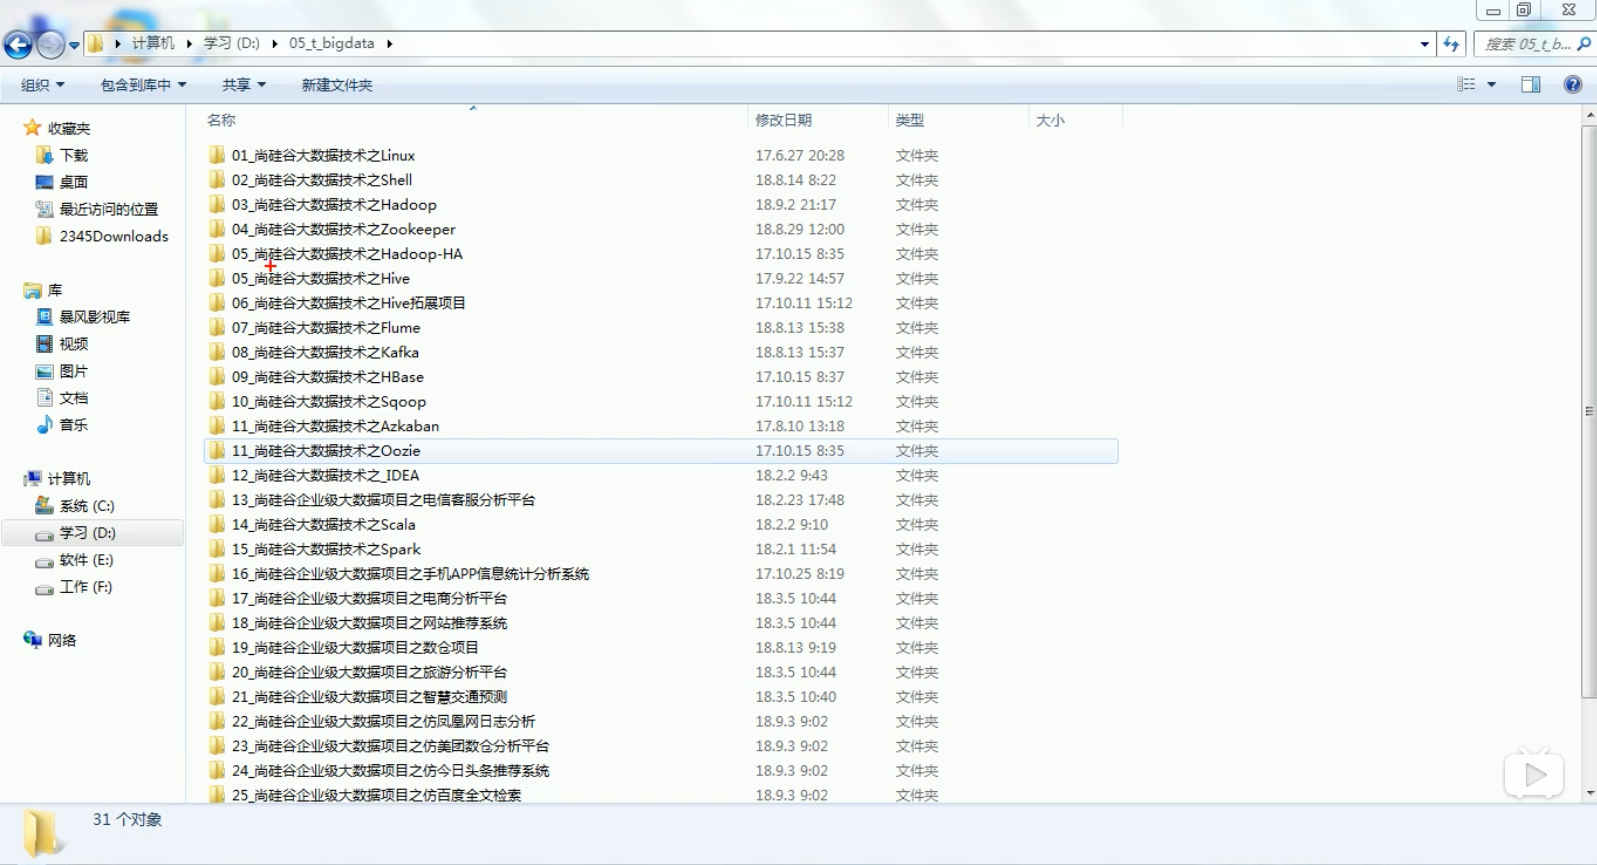 计算机 学习 (D:) 05_t_bigdata
搜索 05_t_b...
组织 包含到库中 共享 新建文件夹
收藏夹
下载
桌面
最近访问的位置
2345Downloads
库
暴风影视库
视频
图片
文档
音乐
计算机
系统 (C:)
学习 (D:)
软件 (E:)
工作 (F:)
网络
名称 修改日期 类型 大小
01_尚硅谷大数据技术之Linux 17.6.27 20:28 文件夹
02_尚硅谷大数据技术之Shell 18.8.14 8:22 文件夹
03_尚硅谷大数据技术之Hadoop 18.9.2 21:17 文件夹
04_尚硅谷大数据技术之Zookeeper 18.8.29 12:00 文件夹
05_尚硅谷大数据技术之Hadoop-HA 17.10.15 8:35 文件夹
05_尚硅谷大数据技术之Hive 17.9.22 14:57 文件夹
06_尚硅谷大数据技术之Hive拓展项目 17.10.11 15:12 文件夹
07_尚硅谷大数据技术之Flume 18.8.13 15:38 文件夹
08_尚硅谷大数据技术之Kafka 18.8.13 15:37 文件夹
09_尚硅谷大数据技术之HBase 17.10.15 8:37 文件夹
10_尚硅谷大数据技术之Sqoop 17.10.11 15:12 文件夹
11_尚硅谷大数据技术之Azkaban 17.8.10 13:18 文件夹
11_尚硅谷大数据技术之Oozie 17.10.15 8:35 文件夹
12_尚硅谷大数据技术之_IDEA 18.2.2 9:43 文件夹
13_尚硅谷企业级大数据项目之电信客服分析平台 18.2.23 17:48 文件夹
14_尚硅谷大数据技术之Scala 18.2.2 9:10 文件夹
15_尚硅谷大数据技术之Spark 18.2.1 11:54 文件夹
16_尚硅谷企业级大数据项目之手机APP信息统计分析系统 17.10.25 8:19 文件夹
17_尚硅谷企业级大数据项目之电商分析平台 18.3.5 10:44 文件夹
18_尚硅谷企业级大数据项目之网站推荐系统 18.3.5 10:44 文件夹
19_尚硅谷企业级大数据项目之数仓项目 18.8.13 9:19 文件夹
20_尚硅谷企业级大数据项目之旅游分析平台 18.3.5 10:44 文件夹
21_尚硅谷企业级大数据项目之智慧交通预测 18.3.5 10:40 文件夹
22_尚硅谷企业级大数据项目之仿凤凰网日志分析 18.9.3 9:02 文件夹
23_尚硅谷企业级大数据项目之仿美团数仓分析平台 18.9.3 9:02 文件夹
24_尚硅谷企业级大数据项目之仿今日头条推荐系统 18.9.3 9:02 文件夹
25_尚硅谷企业级大数据项目之仿百度全文检索 18.9.3 9:02 文件夹
31 个对象